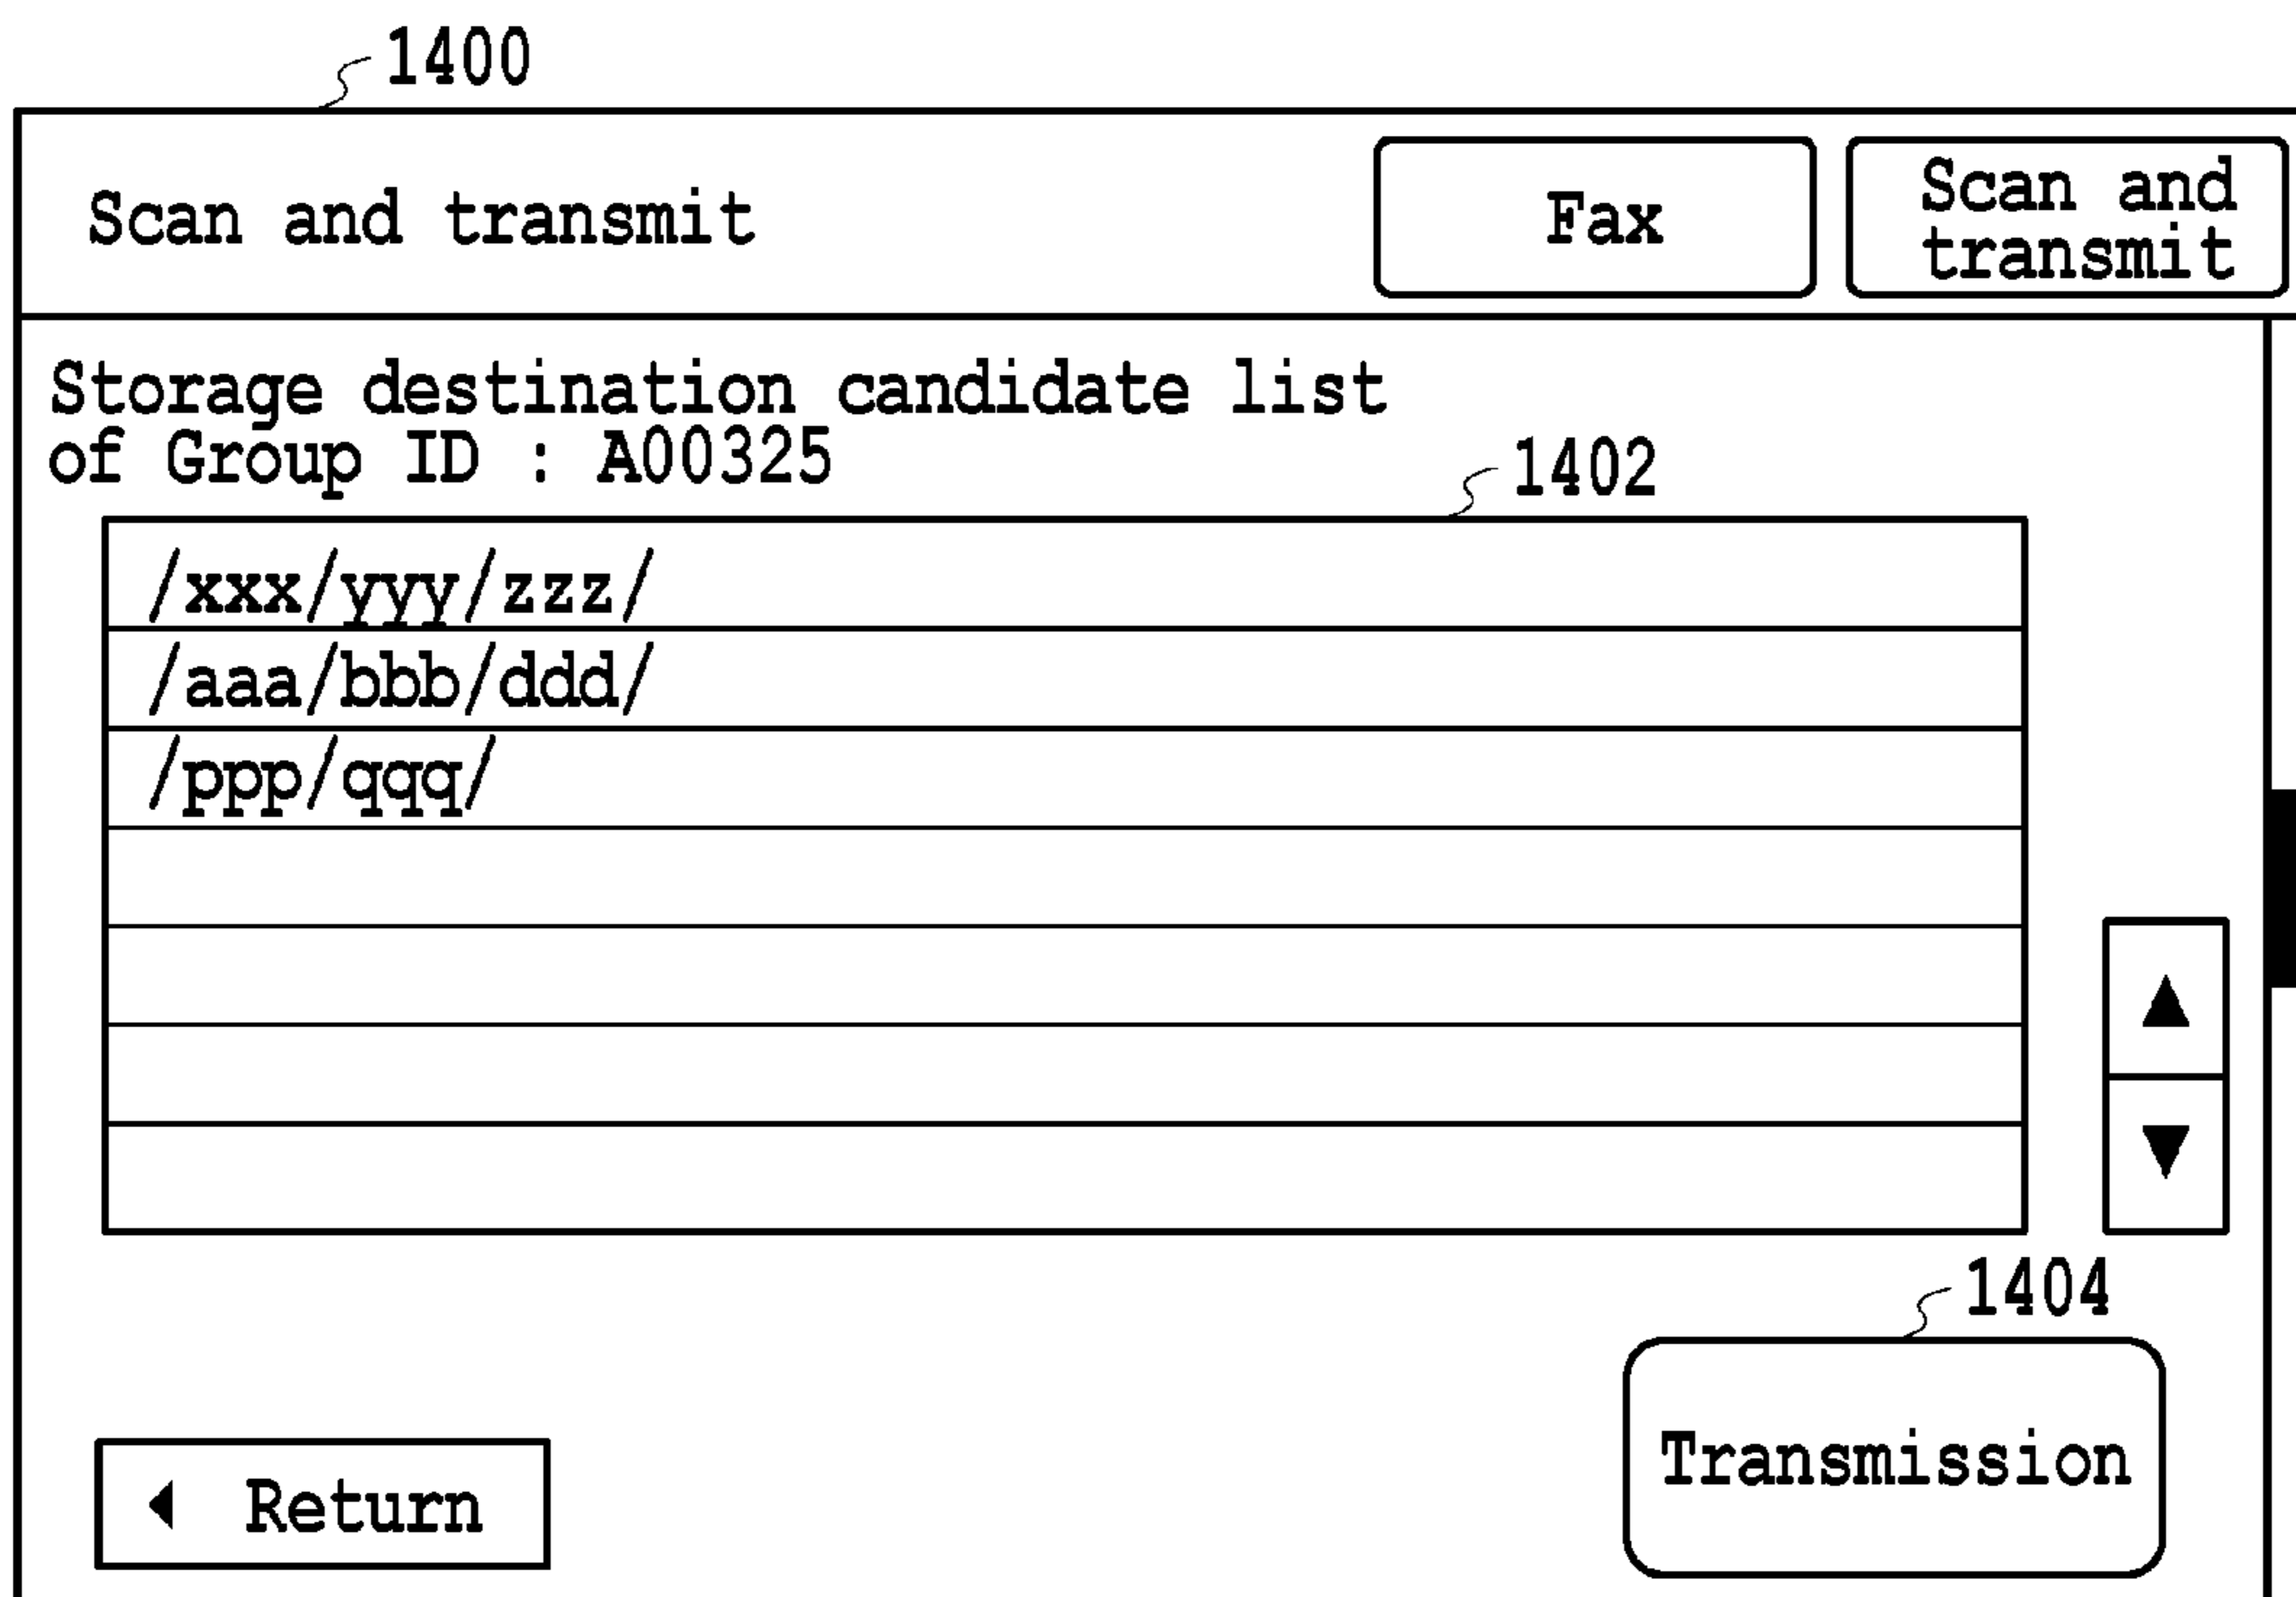 1400
Scan and transmit
Fax
Scan and
transmit
Storage destination candidate list
of Group ID : A00325
1402
/xxx/yyy/zzz/
/aaa/bbb/ddd/
/ppp/qqq/
1404
Transmission
Return